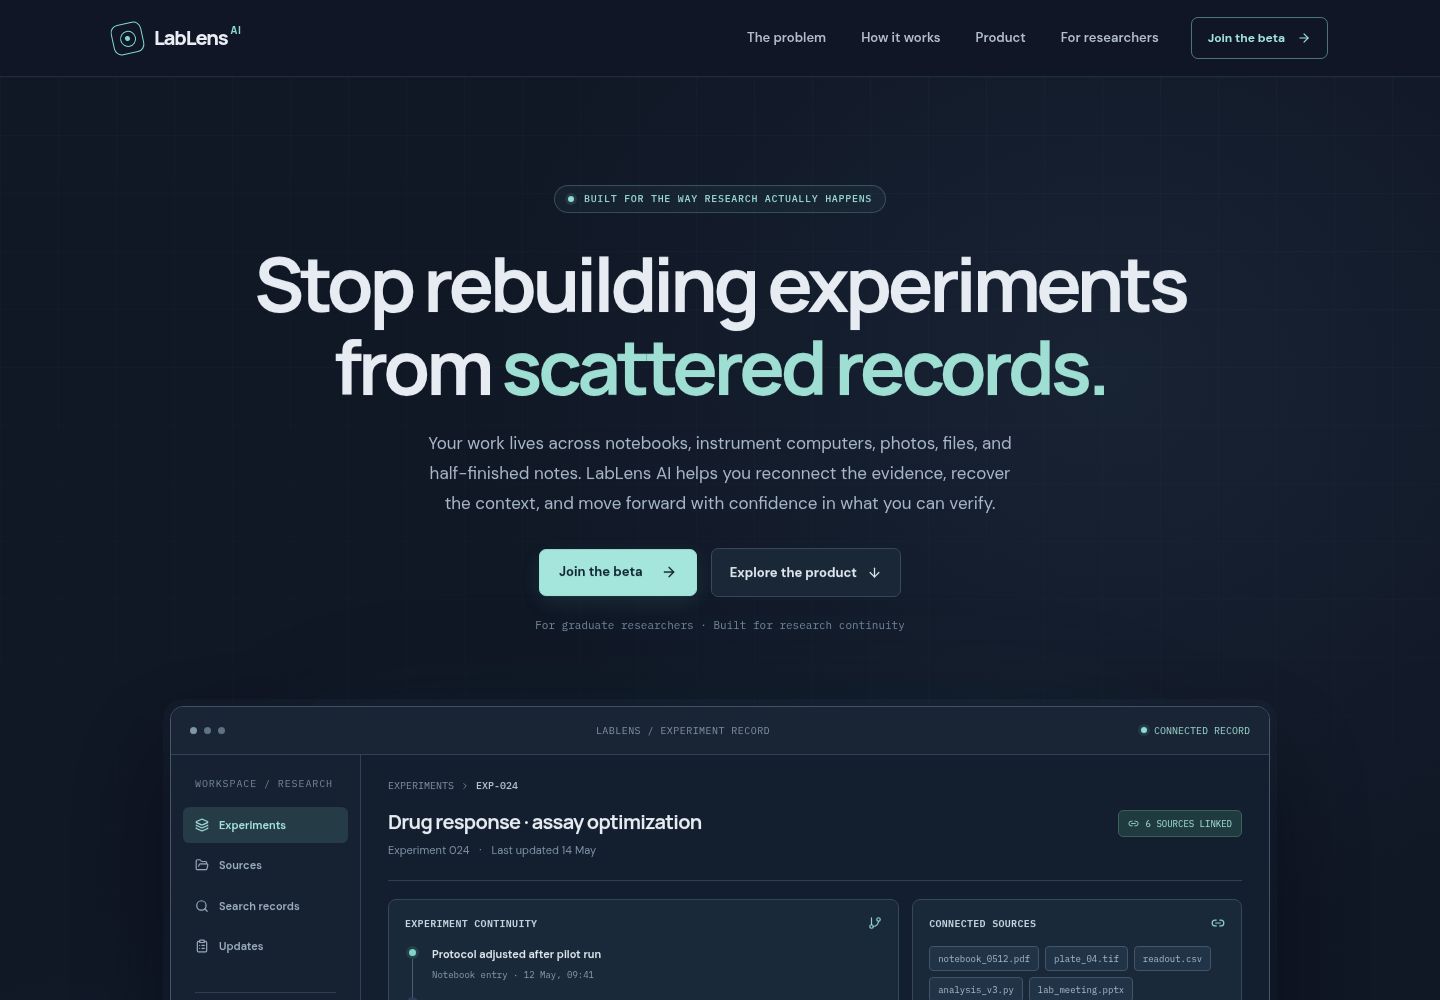 LabLens AI
The problem
How it works
Product
For researchers
Join the beta
BUILT FOR THE WAY RESEARCH ACTUALLY HAPPENS
Stop rebuilding experiments
from scattered records.
Your work lives across notebooks, instrument computers, photos, files, and
half-finished notes. LabLens AI helps you reconnect the evidence, recover
the context, and move forward with confidence in what you can verify.
Join the beta
Explore the product
For graduate researchers · Built for research continuity
LABLENS / EXPERIMENT RECORD
CONNECTED RECORD
WORKSPACE / RESEARCH
Experiments
Sources
Search records
Updates
EXPERIMENTS > EXP-024
Drug response · assay optimization
Experiment 024 · Last updated 14 May
6 SOURCES LINKED
EXPERIMENT CONTINUITY
Protocol adjusted after pilot run
Notebook entry · 12 May, 09:41
CONNECTED SOURCES
notebook_0512.pdf
plate_04.tif
readout.csv
analysis_v3.py
lab_meeting.pptx